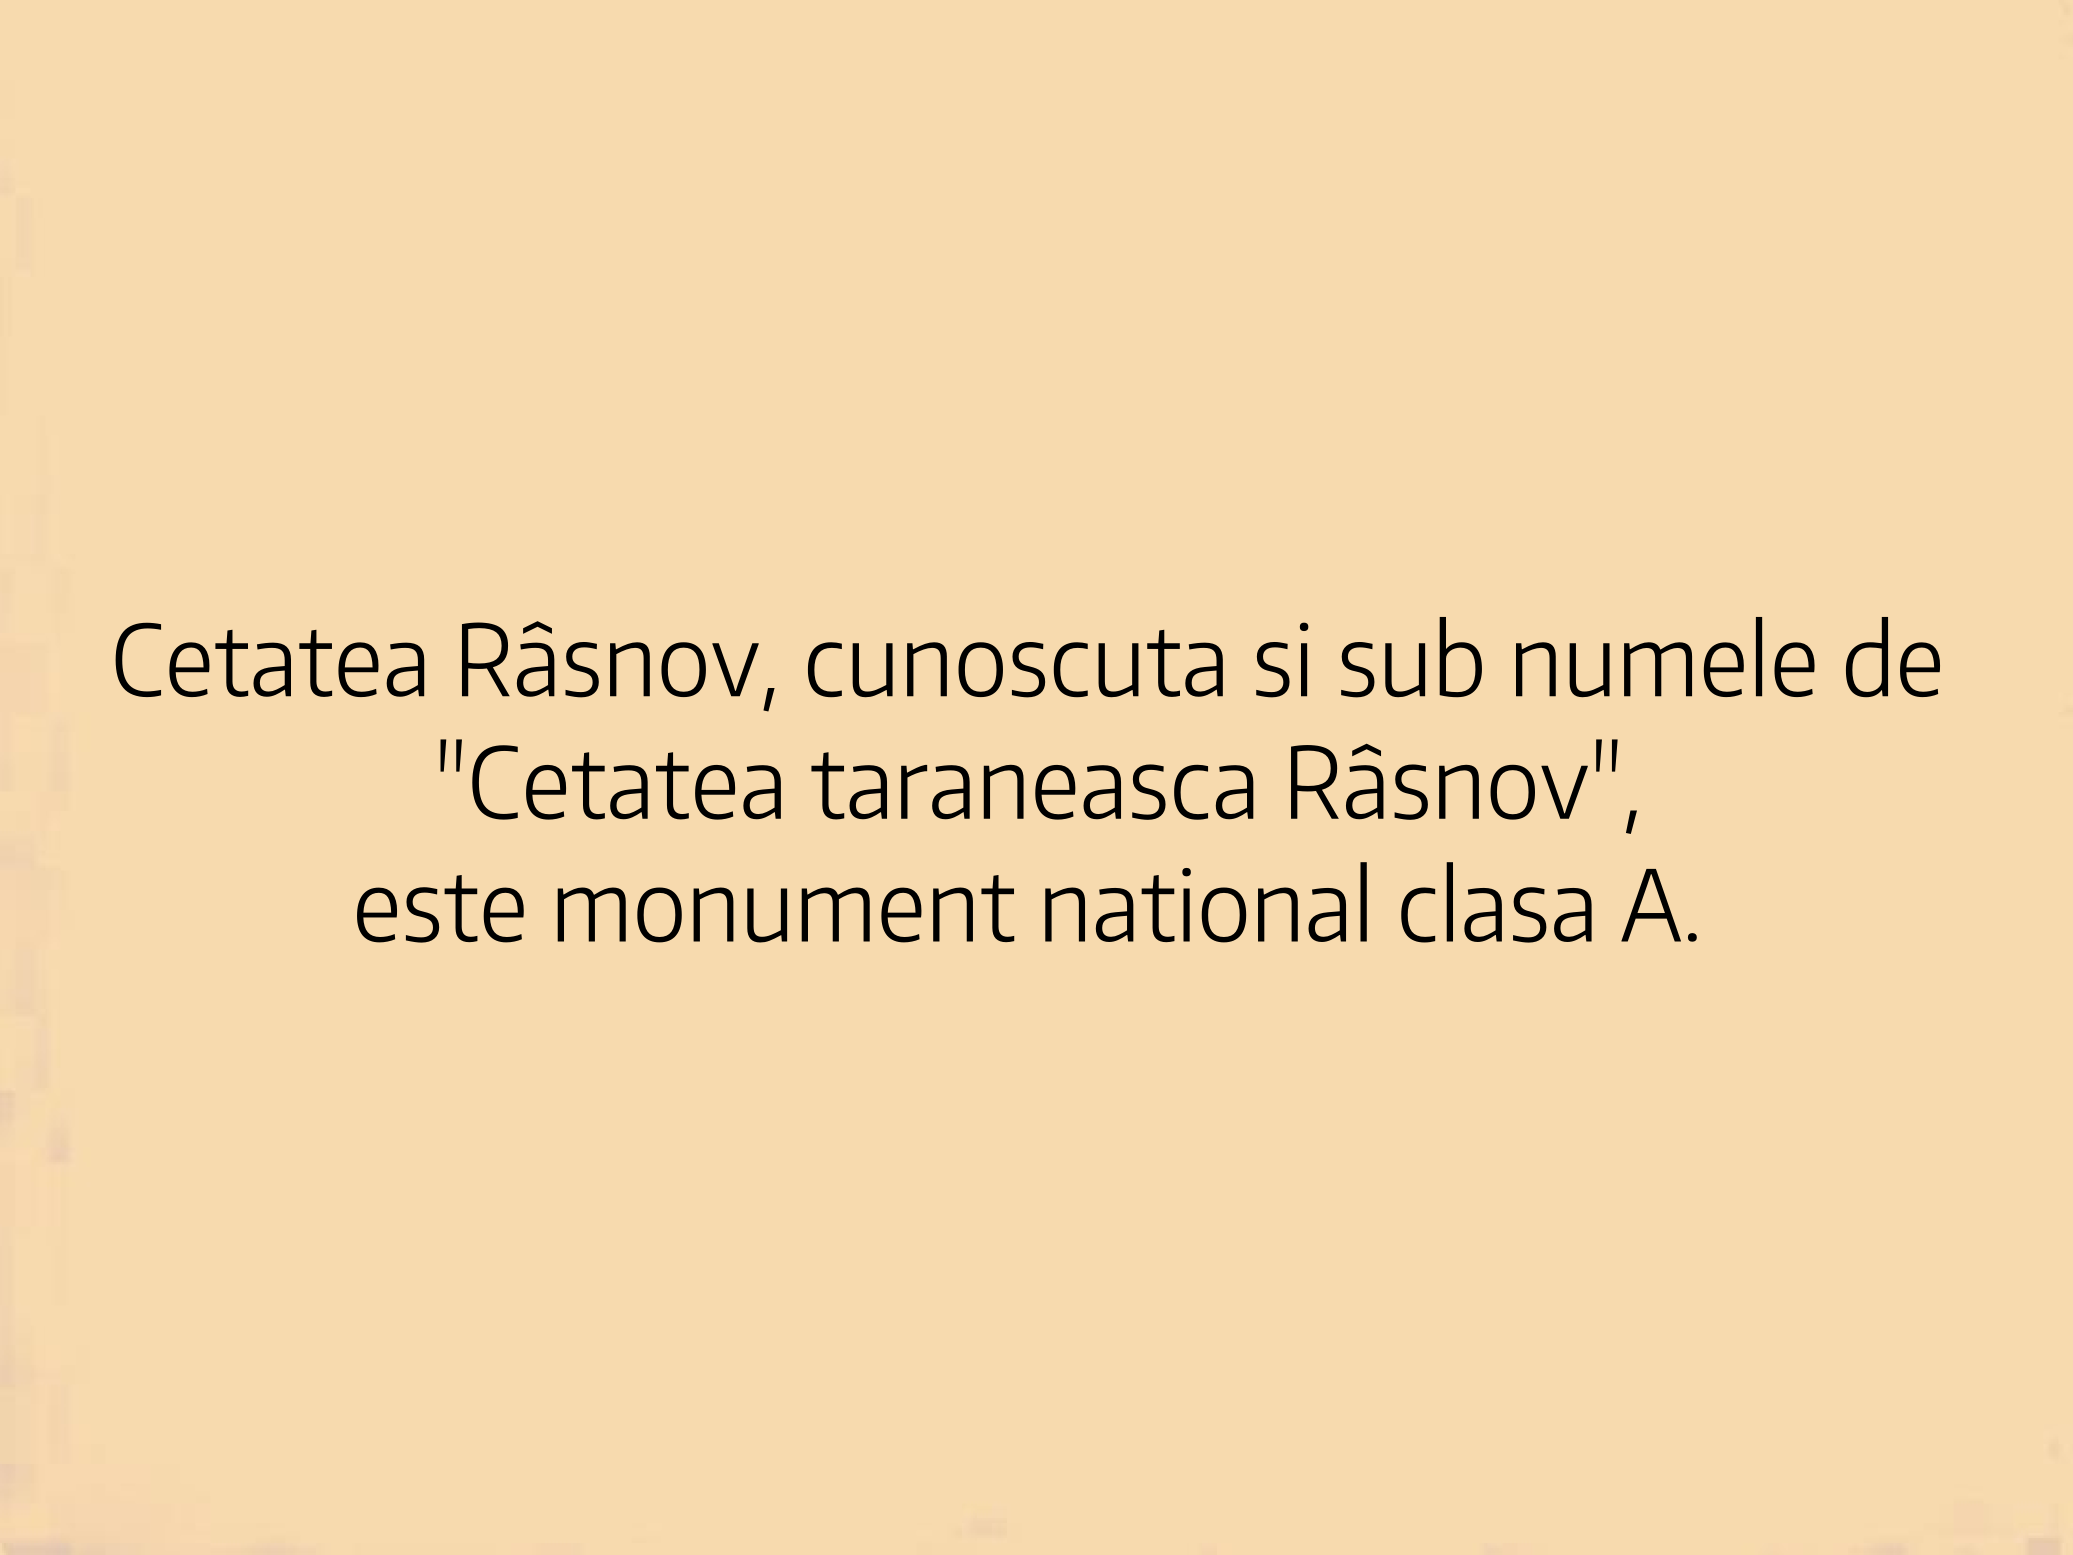 Cetatea Râsnov, cunoscuta si sub numele de
"Cetatea taraneasca Râsnov",
este monument national clasa A.